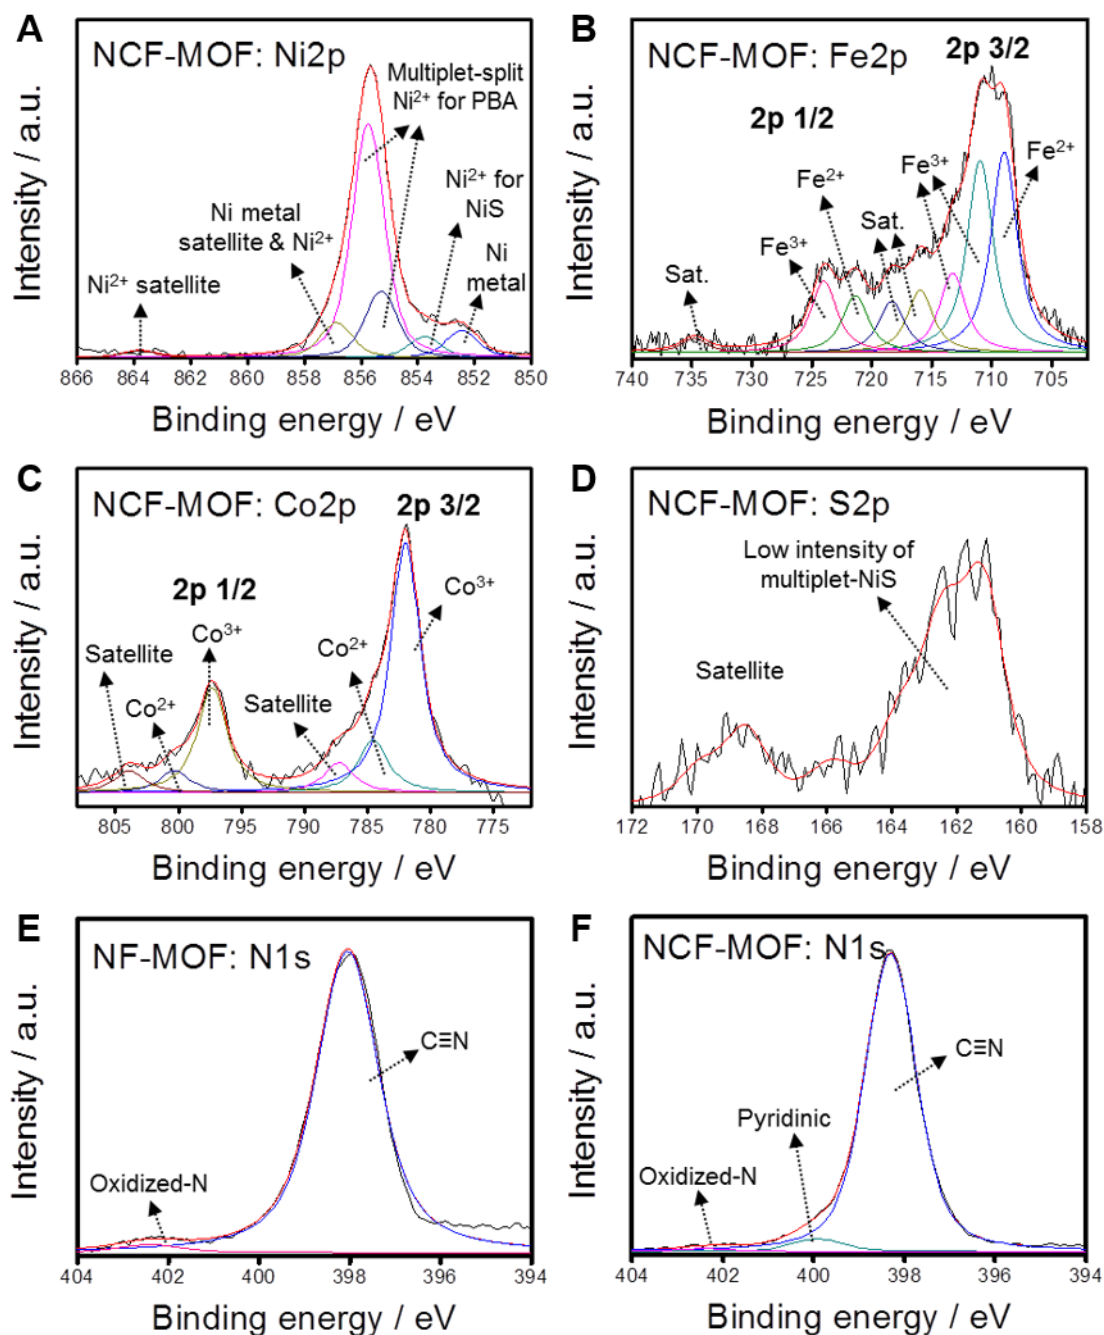 A
NCF-MOF: Ni2p
Multiplet-split
Ni²⁺ for PBA
Ni²⁺ for
NiS
Ni metal
satellite & Ni²⁺
Ni
metal
Ni²⁺ satellite
866 864 862 860 858 856 854 852 850
Binding energy / eV
Intensity / a.u.
B
NCF-MOF: Fe2p
2p 3/2
2p 1/2
Fe³⁺
Fe²⁺
Fe²⁺
Sat.
Fe³⁺
Sat.
740 735 730 725 720 715 710 705
Binding energy / eV
Intensity / a.u.
C
NCF-MOF: Co2p
2p 3/2
2p 1/2
Co³⁺
Co³⁺
Co²⁺
Satellite
Co²⁺
Satellite
805 800 795 790 785 780 775
Binding energy / eV
Intensity / a.u.
D
NCF-MOF: S2p
Low intensity of
multiplet-NiS
Satellite
172 170 168 166 164 162 160 158
Binding energy / eV
Intensity / a.u.
E
NF-MOF: N1s
C≡N
Oxidized-N
404 402 400 398 396 394
Binding energy / eV
Intensity / a.u.
F
NCF-MOF: N1s
C≡N
Pyridinic
Oxidized-N
404 402 400 398 396 394
Binding energy / eV
Intensity / a.u.